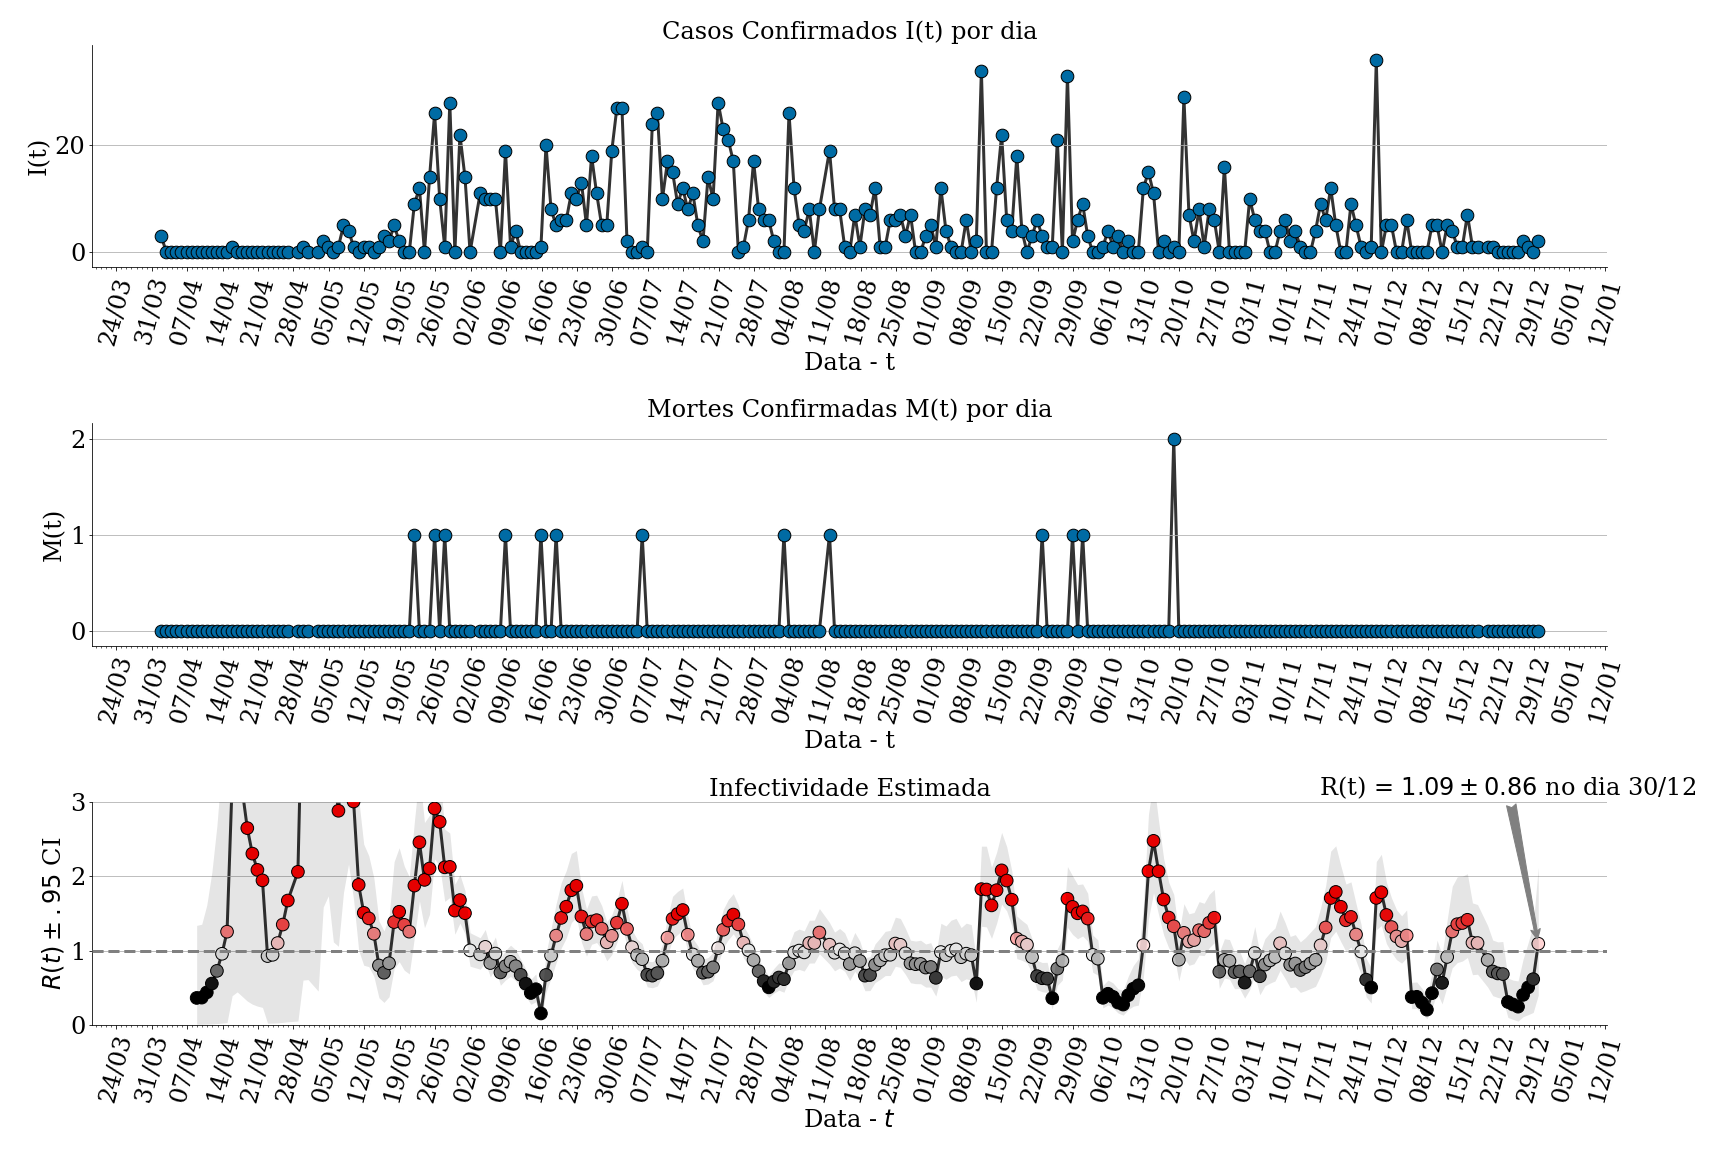 Casos Confirmados I(t) por dia
I(t)
20
0
24/03 31/03 07/04 14/04 21/04 28/04 05/05 12/05 19/05 26/05 02/06 09/06 16/06 23/06 30/06 07/07 14/07 21/07 28/07 04/08 11/08 18/08 25/08 01/09 08/09 15/09 22/09 29/09 06/10 13/10 20/10 27/10 03/11 10/11 17/11 24/11 01/12 08/12 15/12 22/12 29/12 05/01 12/01
Data - t
Mortes Confirmadas M(t) por dia
M(t)
2
1
0
24/03 31/03 07/04 14/04 21/04 28/04 05/05 12/05 19/05 26/05 02/06 09/06 16/06 23/06 30/06 07/07 14/07 21/07 28/07 04/08 11/08 18/08 25/08 01/09 08/09 15/09 22/09 29/09 06/10 13/10 20/10 27/10 03/11 10/11 17/11 24/11 01/12 08/12 15/12 22/12 29/12 05/01 12/01
Data - t
Infectividade Estimada
R(t) = 1.09 ± 0.86 no dia 30/12
R(t) ± .95 CI
3
2
1
0
24/03 31/03 07/04 14/04 21/04 28/04 05/05 12/05 19/05 26/05 02/06 09/06 16/06 23/06 30/06 07/07 14/07 21/07 28/07 04/08 11/08 18/08 25/08 01/09 08/09 15/09 22/09 29/09 06/10 13/10 20/10 27/10 03/11 10/11 17/11 24/11 01/12 08/12 15/12 22/12 29/12 05/01 12/01
Data - t